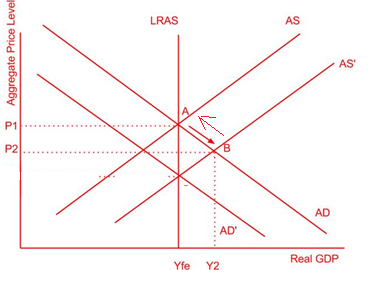 Aggregate Price Level
LRAS
AS
AS'
A
P1
B
P2
AD
AD'
Real GDP
Yfe
Y2